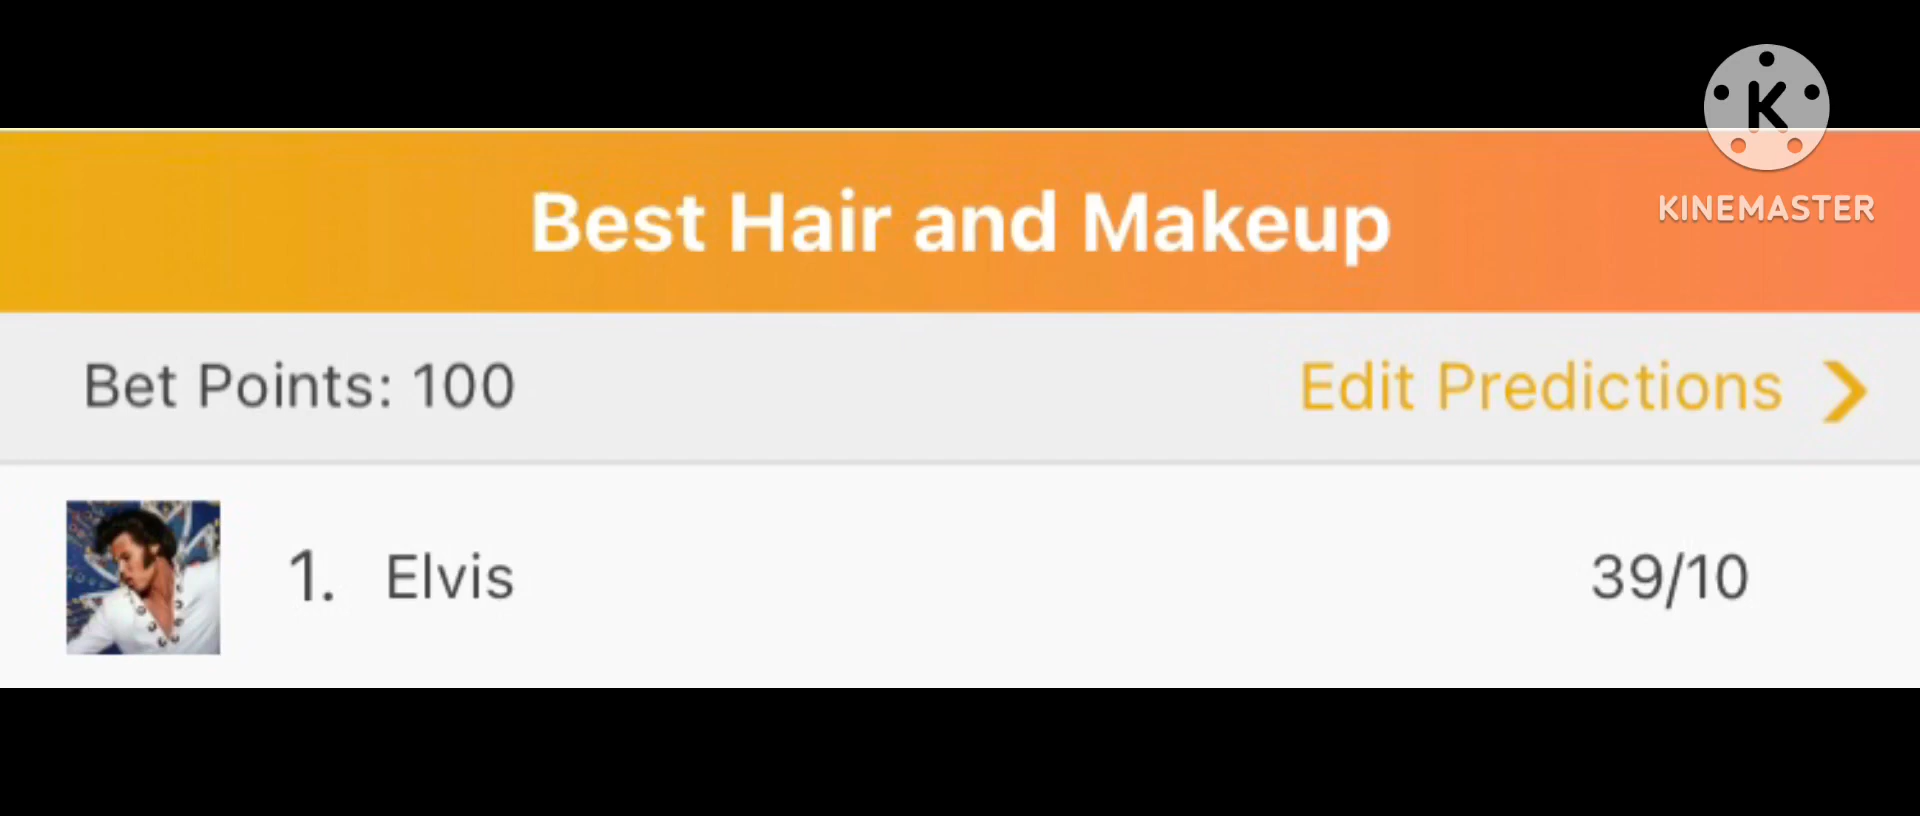 K
KINEMASTER
Best Hair and Makeup
Bet Points: 100 Edit Predictions
1. Elvis 39/10